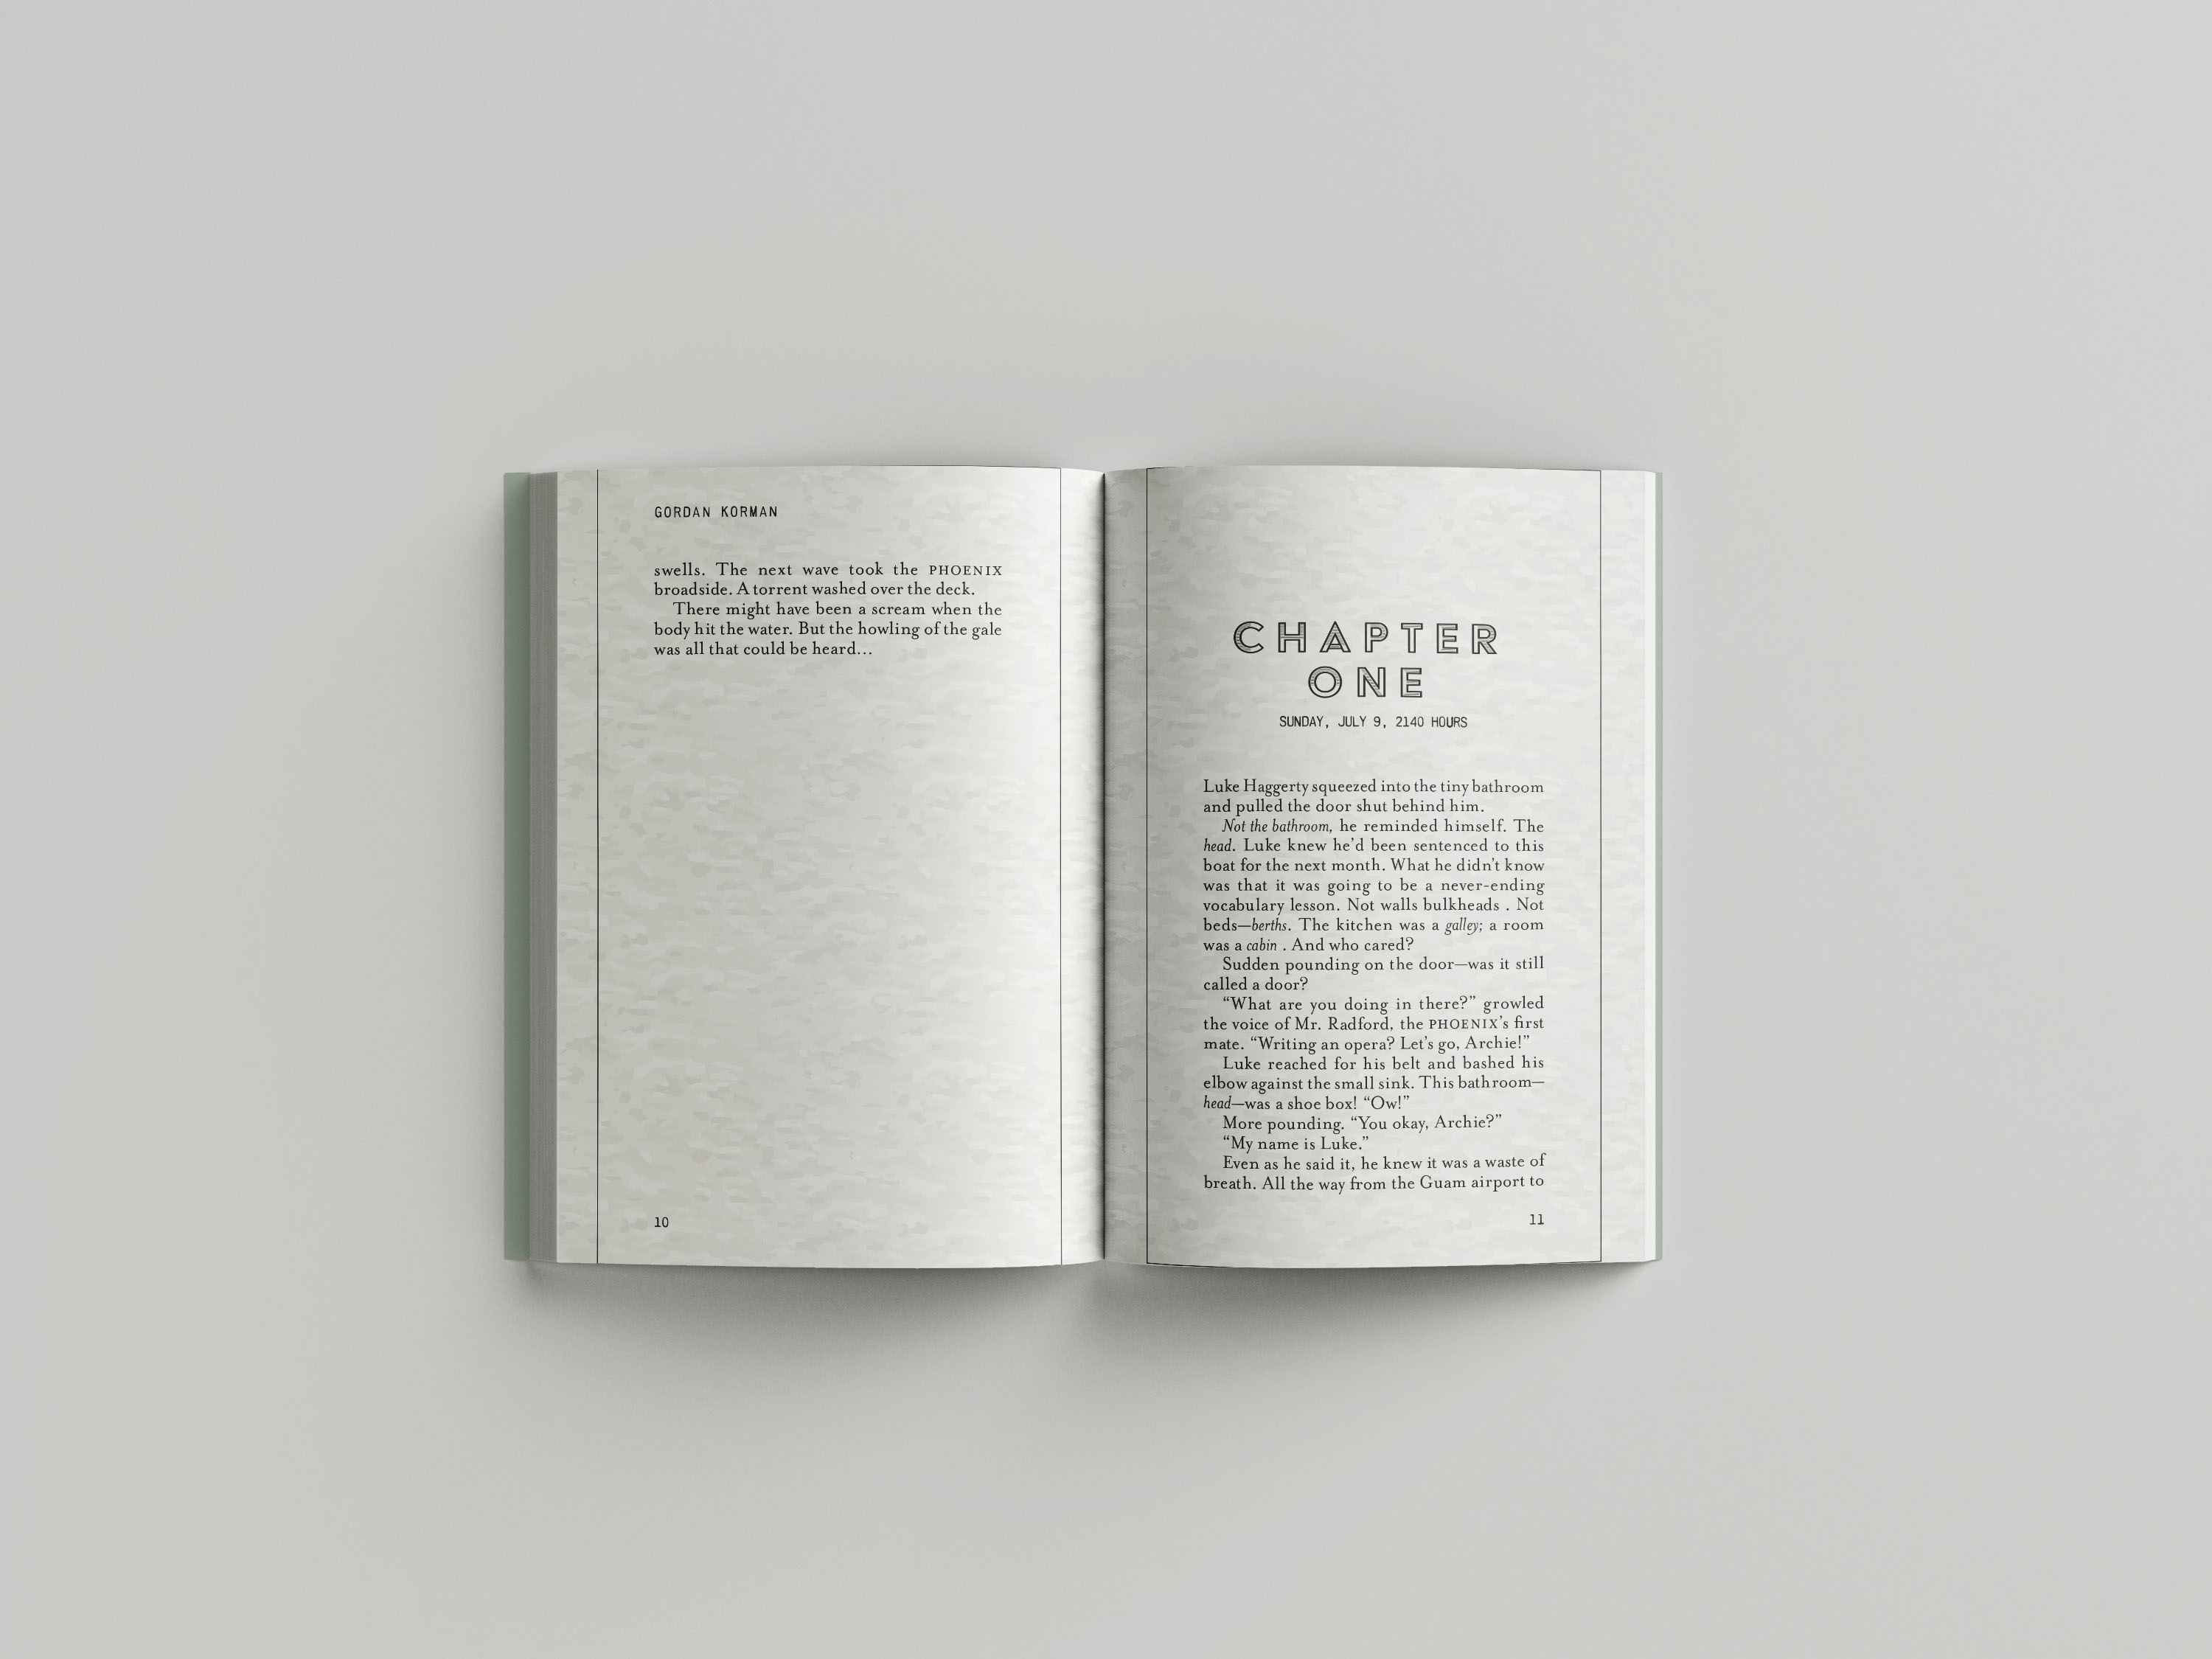 GORDAN KORMAN
swells. The next wave took the PHOENIX
broadside. A torrent washed over the deck.
There might have been a scream when the
body hit the water. But the howling of the gale
was all that could be heard...
10
CHAPTER
ONE
SUNDAY, JULY 9, 2140 HOURS
Luke Haggerty squeezed into the tiny bathroom
and pulled the door shut behind him.
Not the bathroom, he reminded himself. The
head. Luke knew he’d been sentenced to this
boat for the next month. What he didn’t know
was that it was going to be a never-ending
vocabulary lesson. Not walls bulkheads . Not
beds—berths. The kitchen was a galley; a room
was a cabin . And who cared?
Sudden pounding on the door—was it still
called a door?
“What are you doing in there?” growled
the voice of Mr. Radford, the PHOENIX’s first
mate. “Writing an opera? Let’s go, Archie!”
Luke reached for his belt and bashed his
elbow against the small sink. This bathroom—
head—was a shoe box! “Ow!”
More pounding. “You okay, Archie?”
“My name is Luke.”
Even as he said it, he knew it was a waste of
breath. All the way from the Guam airport to
11